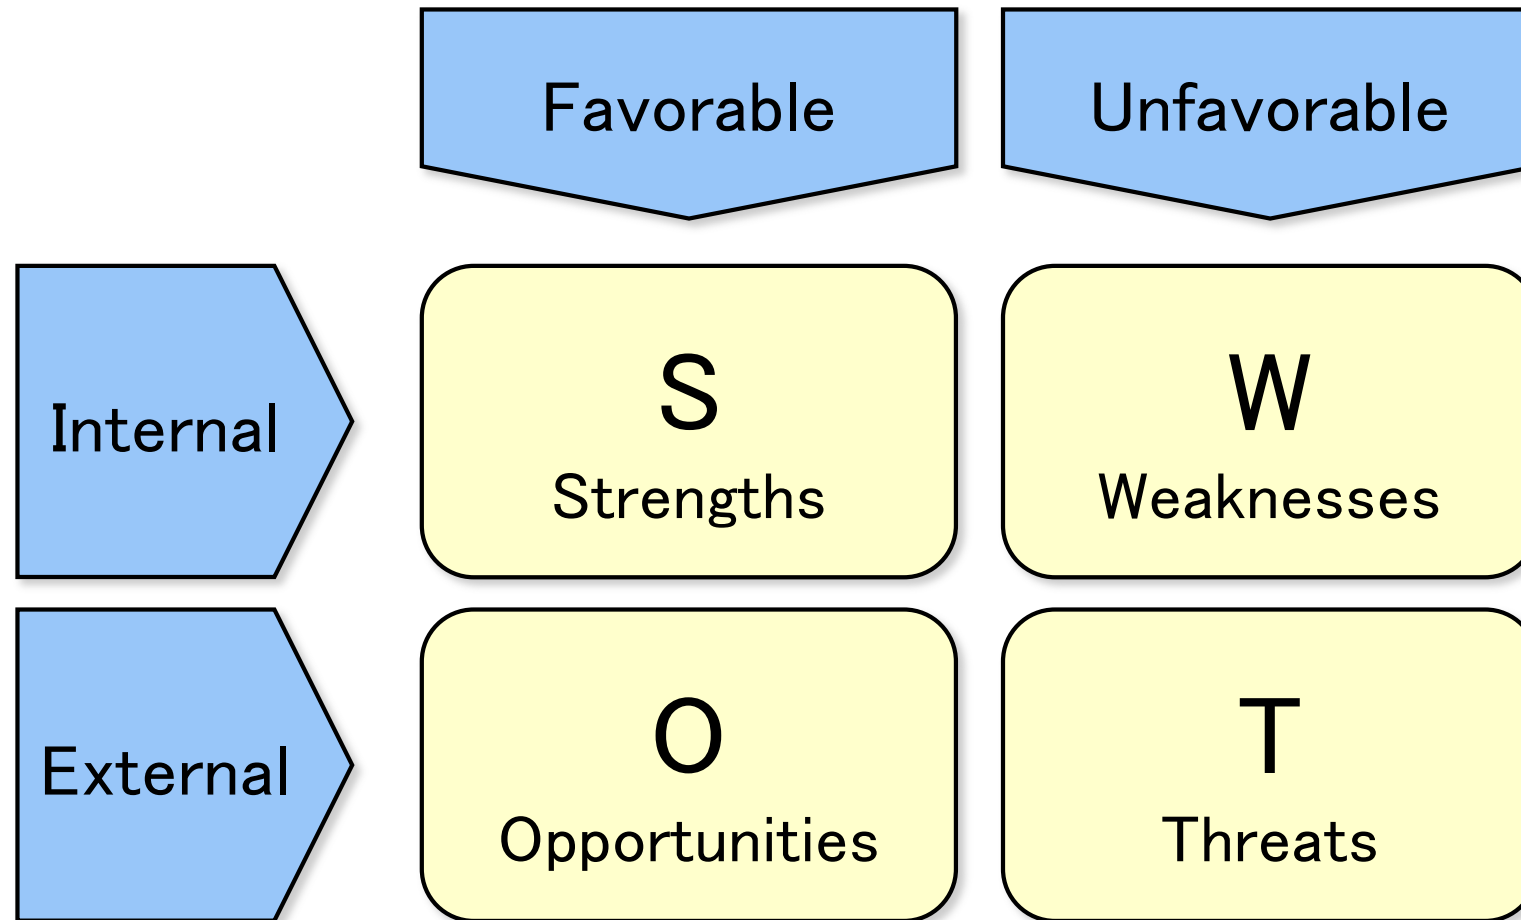 Favorable
Unfavorable
Internal
S
Strengths
W
Weaknesses
External
O
Opportunities
T
Threats